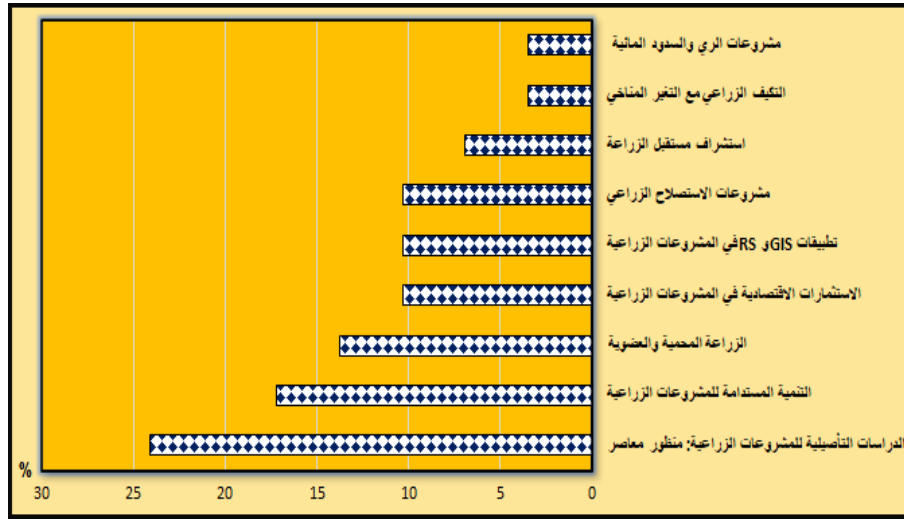 مشروعات الري والسدود المائية
التكيف الزراعي مع التغير المناخي
استشراف مستقبل الزراعة
مشروعات الاستصلاح الزراعي
تطبيقات GIS و RS في المشروعات الزراعية
الاستثمارات الاقتصادية في المشروعات الزراعية
الزراعة المحمية والعضوية
التنمية المستدامة للمشروعات الزراعية
الدراسات التأصيلية للمشروعات الزراعية: منظور معاصر
%
30 25 20 15 10 5 0